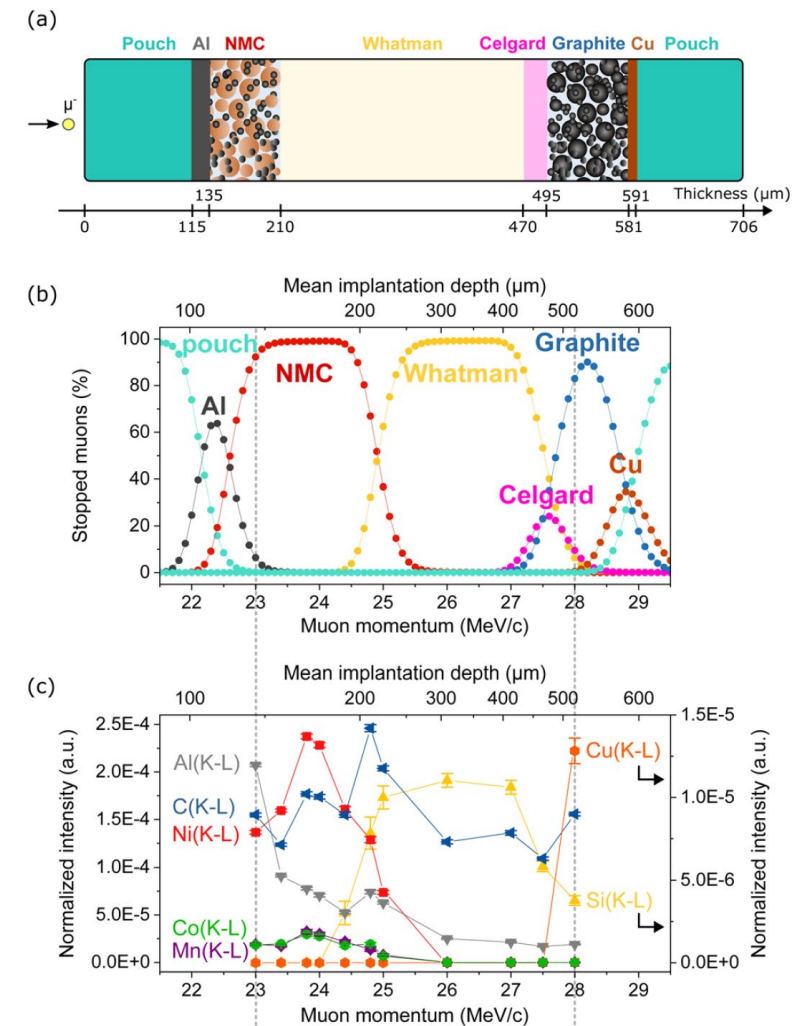 (a)
Pouch Al NMC Whatman Celgard Graphite Cu Pouch
μ-
135 495 591 Thickness (μm)
0 115 210 470 581 706
(b)
Mean implantation depth (μm)
100 200 300 400 500 600
100
80
60
40
20
0
Stopped muons (%)
pouch
Al
NMC
Whatman
Graphite
Celgard
Cu
22 23 24 25 26 27 28 29
Muon momentum (MeV/c)
(c)
Mean implantation depth (μm)
100 200 300 400 500 600
2.5E-4
2.0E-4
1.5E-4
1.0E-4
5.0E-5
0.0E+0
Normalized intensity (a.u.)
Al(K-L)
C(K-L)
Ni(K-L)
Co(K-L)
Mn(K-L)
Cu(K-L)
Si(K-L)
1.5E-5
1.0E-5
5.0E-6
0.0E+0
Normalized intensity (a.u.)
22 23 24 25 26 27 28 29
Muon momentum (MeV/c)